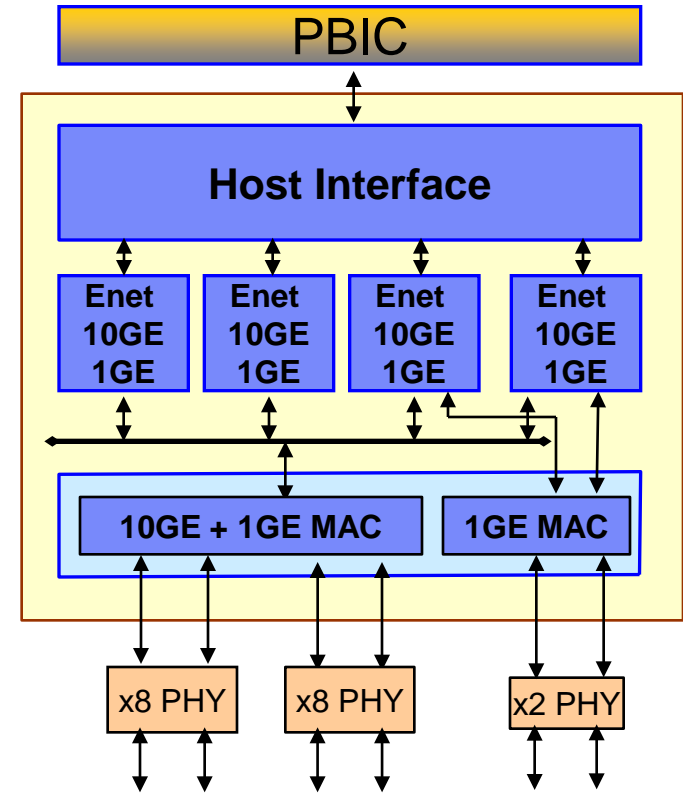 PBIC
Host Interface
Enet
10GE
1GE
Enet
10GE
1GE
Enet
10GE
1GE
Enet
10GE
1GE
10GE + 1GE MAC
1GE MAC
x8 PHY
x8 PHY
x2 PHY